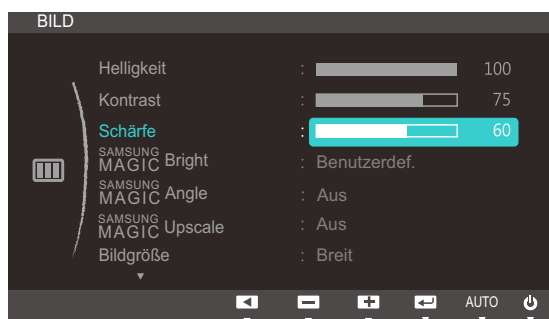 BILD
Helligkeit : 100
Kontrast : 75
Schärfe : 60
SAMSUNG MAGIC Bright : Benutzerdef.
SAMSUNG MAGIC Angle : Aus
SAMSUNG MAGIC Upscale : Aus
Bildgröße : Breit
AUTO